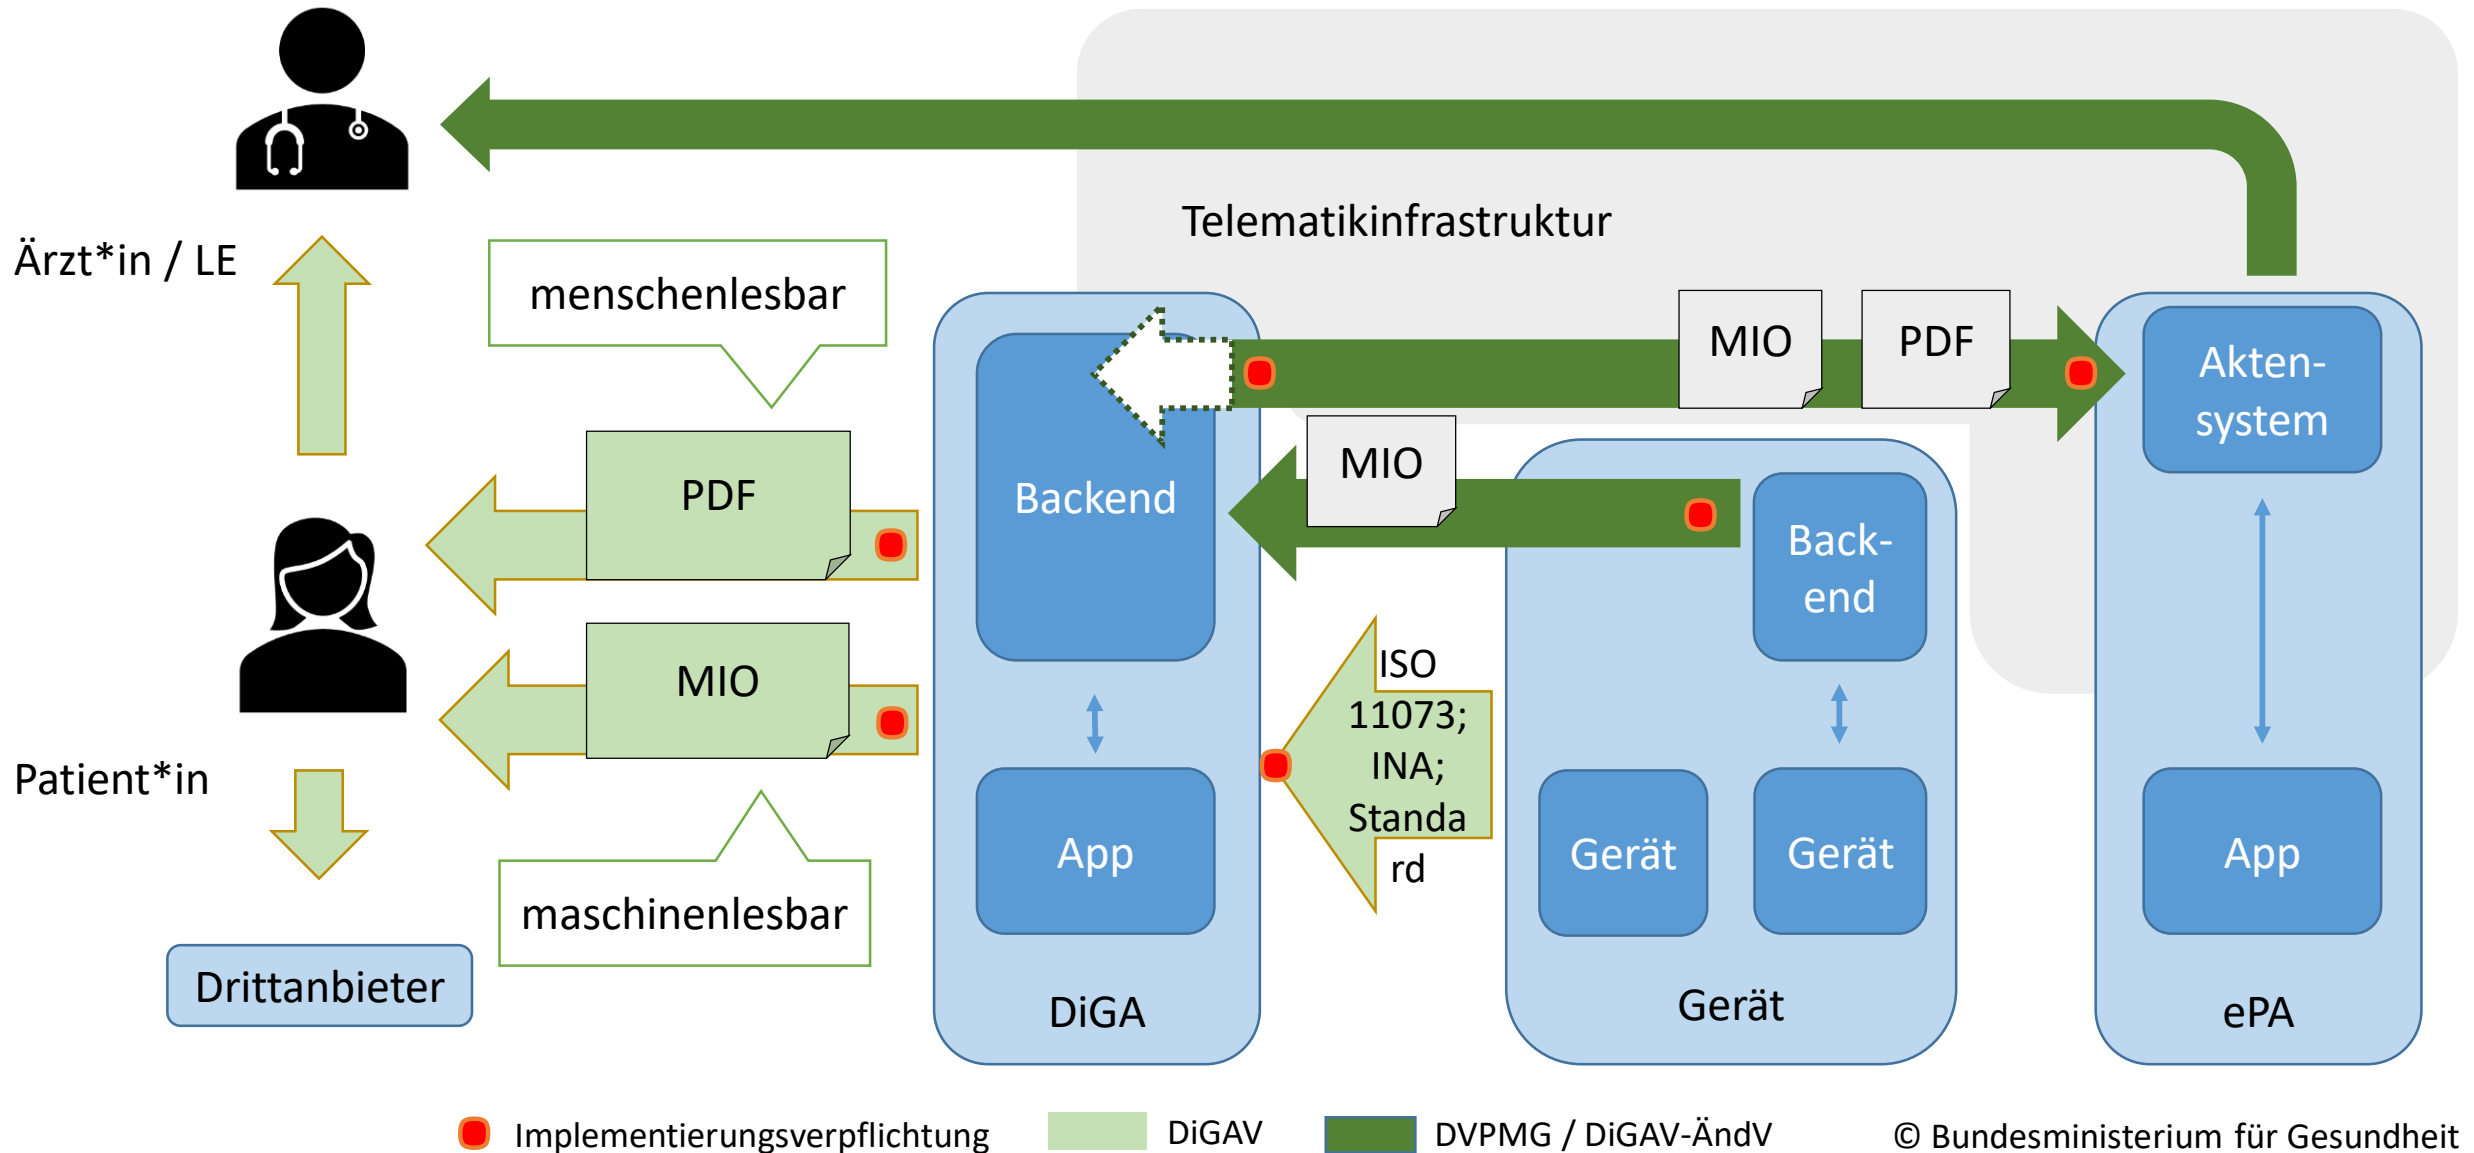 Telematikinfrastruktur
Ärzt*in / LE
menschenlesbar
MIO
PDF
Akten-
system
MIO
PDF
Backend
Back-
end
MIO
ISO
11073;
INA;
Standa
rd
Patient*in
App
Gerät
Gerät
App
maschinenlesbar
Drittanbieter
DiGA
Gerät
ePA
Implementierungsverpflichtung
DiGAV
DVPMG / DiGAV-ÄndV
© Bundesministerium für Gesundheit